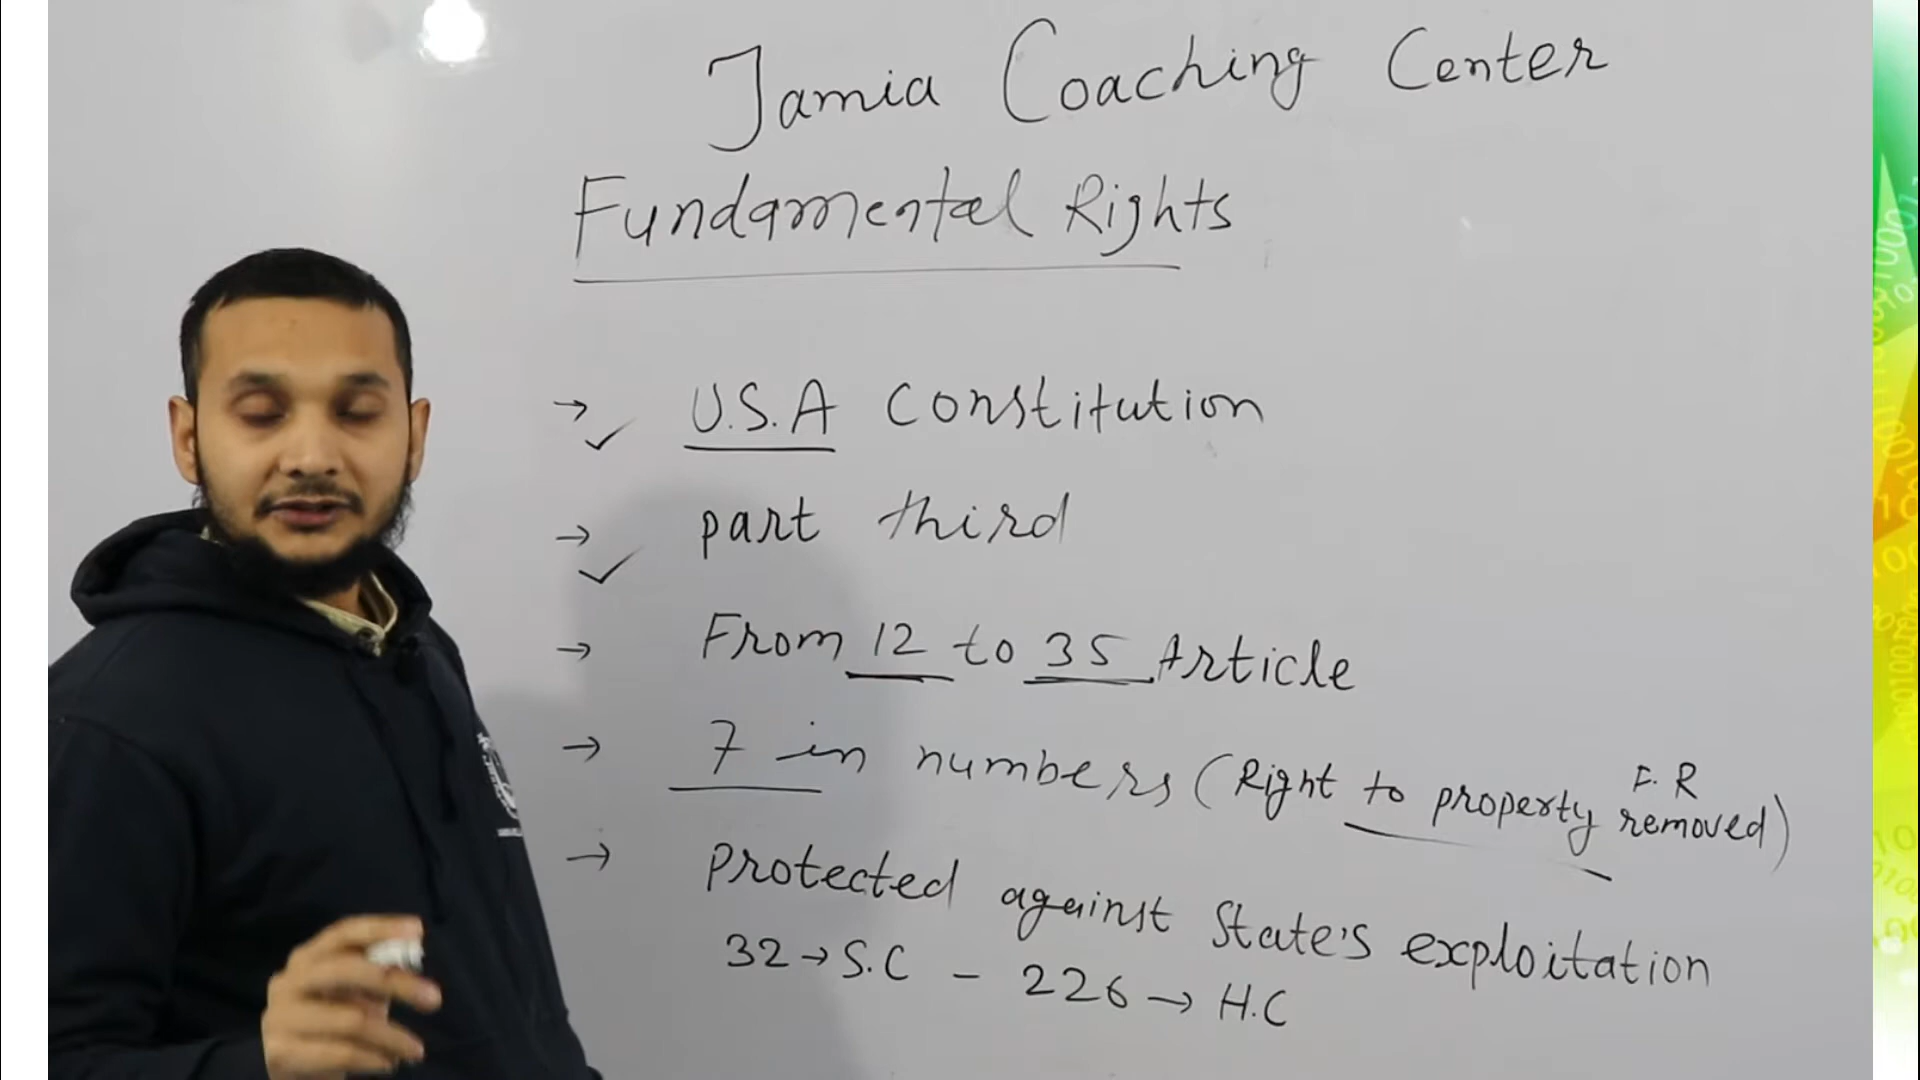 Jamia Coaching Center
Fundamental Rights
→ U.S.A Constitution
→ part third
→ From 12 to 35 Article
→ 7 in numbers (Right to property F.R removed)
→ protected against State's exploitation
32 → S.C - 226 → H.C